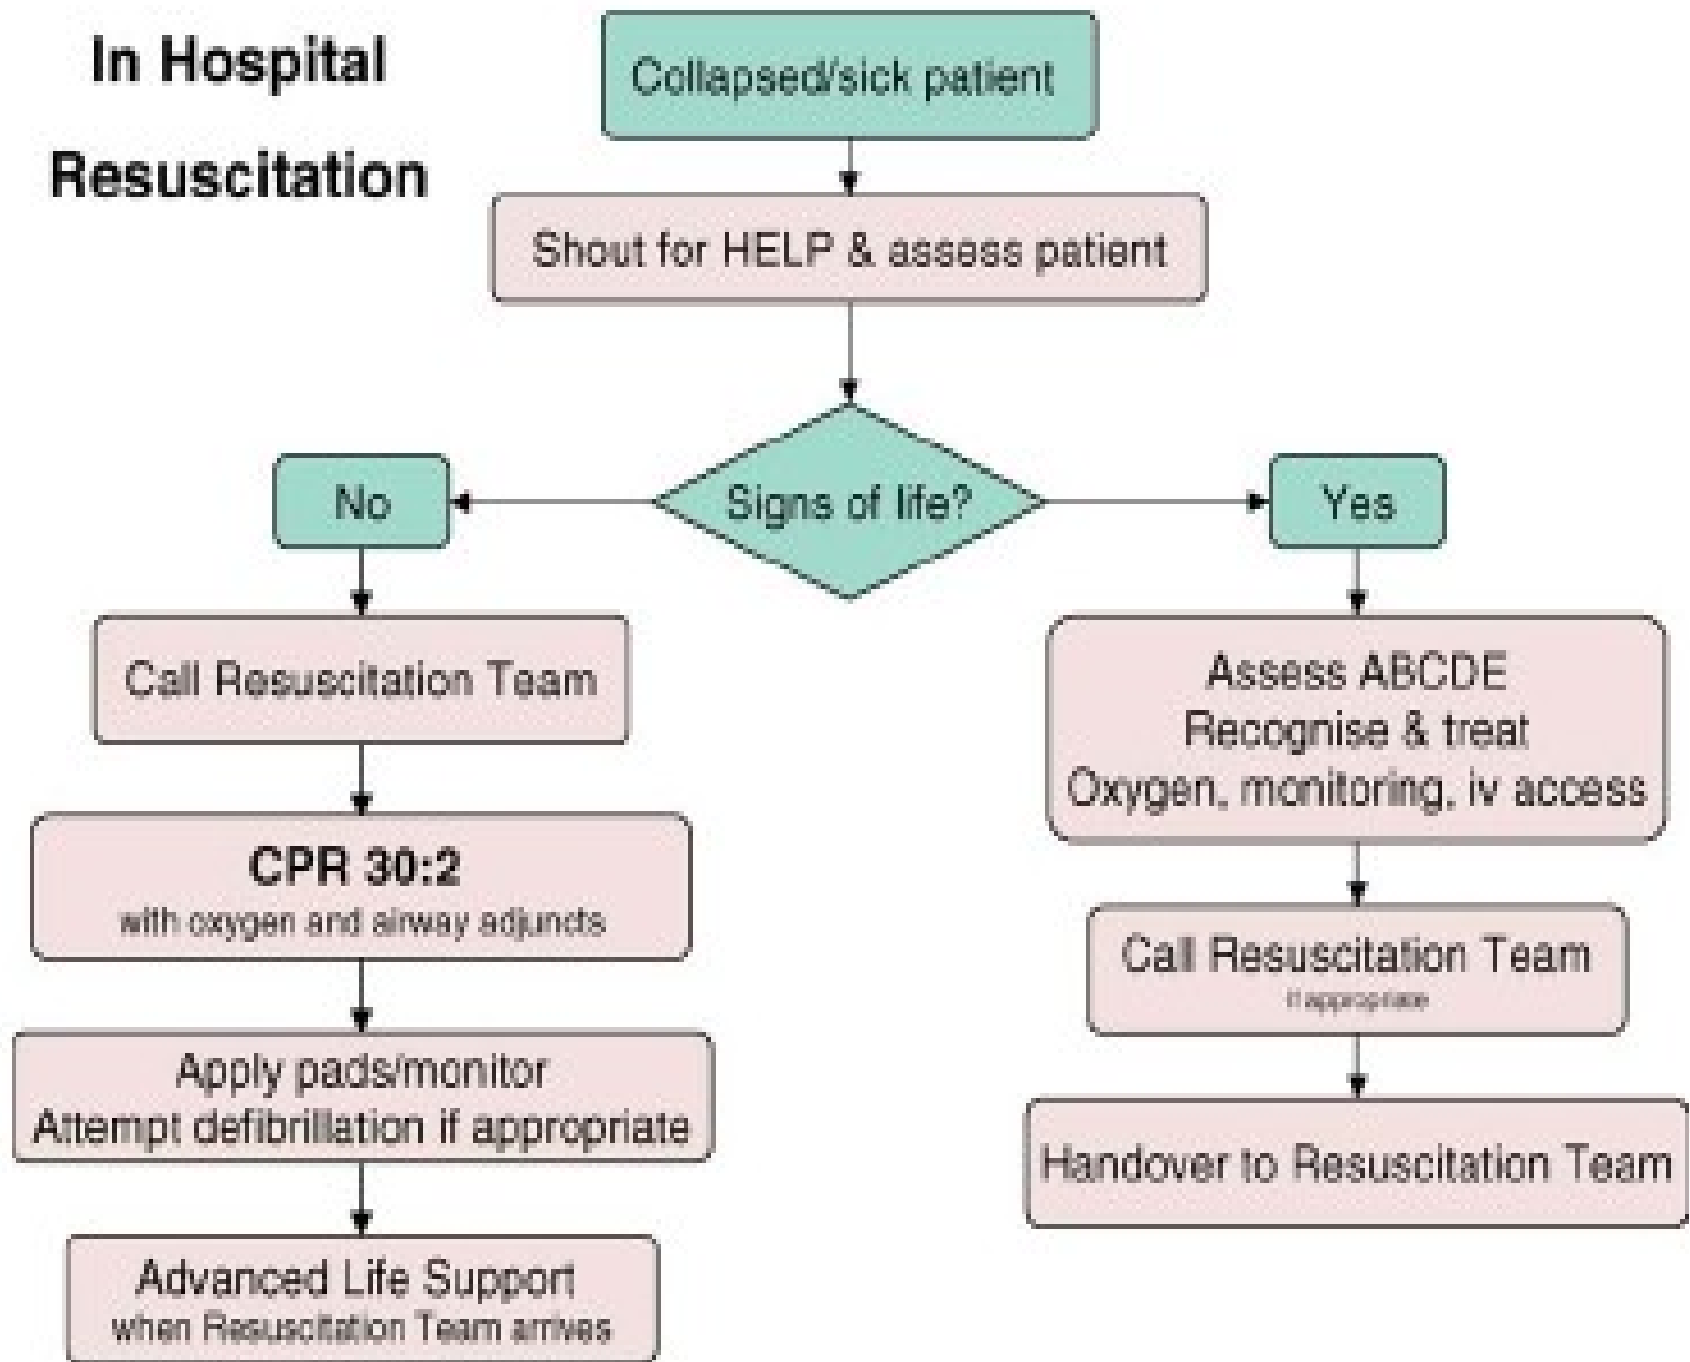 In Hospital
Resuscitation
Collapsed/sick patient
Shout for HELP & assess patient
Signs of life?
No
Yes
Call Resuscitation Team
CPR 30:2
with oxygen and airway adjuncts
Apply pads/monitor
Attempt defibrillation if appropriate
Advanced Life Support
when Resuscitation Team arrives
Assess ABCDE
Recognise & treat
Oxygen, monitoring, iv access
Call Resuscitation Team
If appropriate
Handover to Resuscitation Team